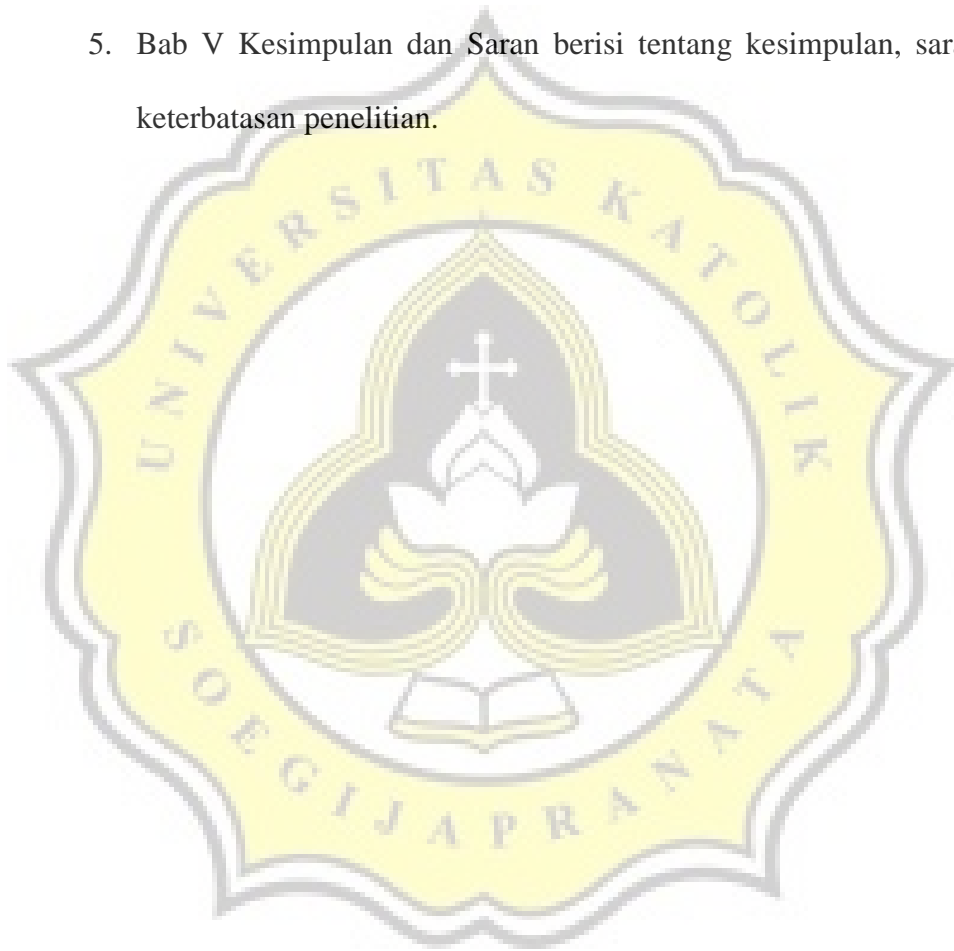 5. Bab V Kesimpulan dan Saran berisi tentang kesimpulan, sar
keterbatasan penelitian.
UNIVERSITAS KATOLIK
SOEGIJAPRANATA